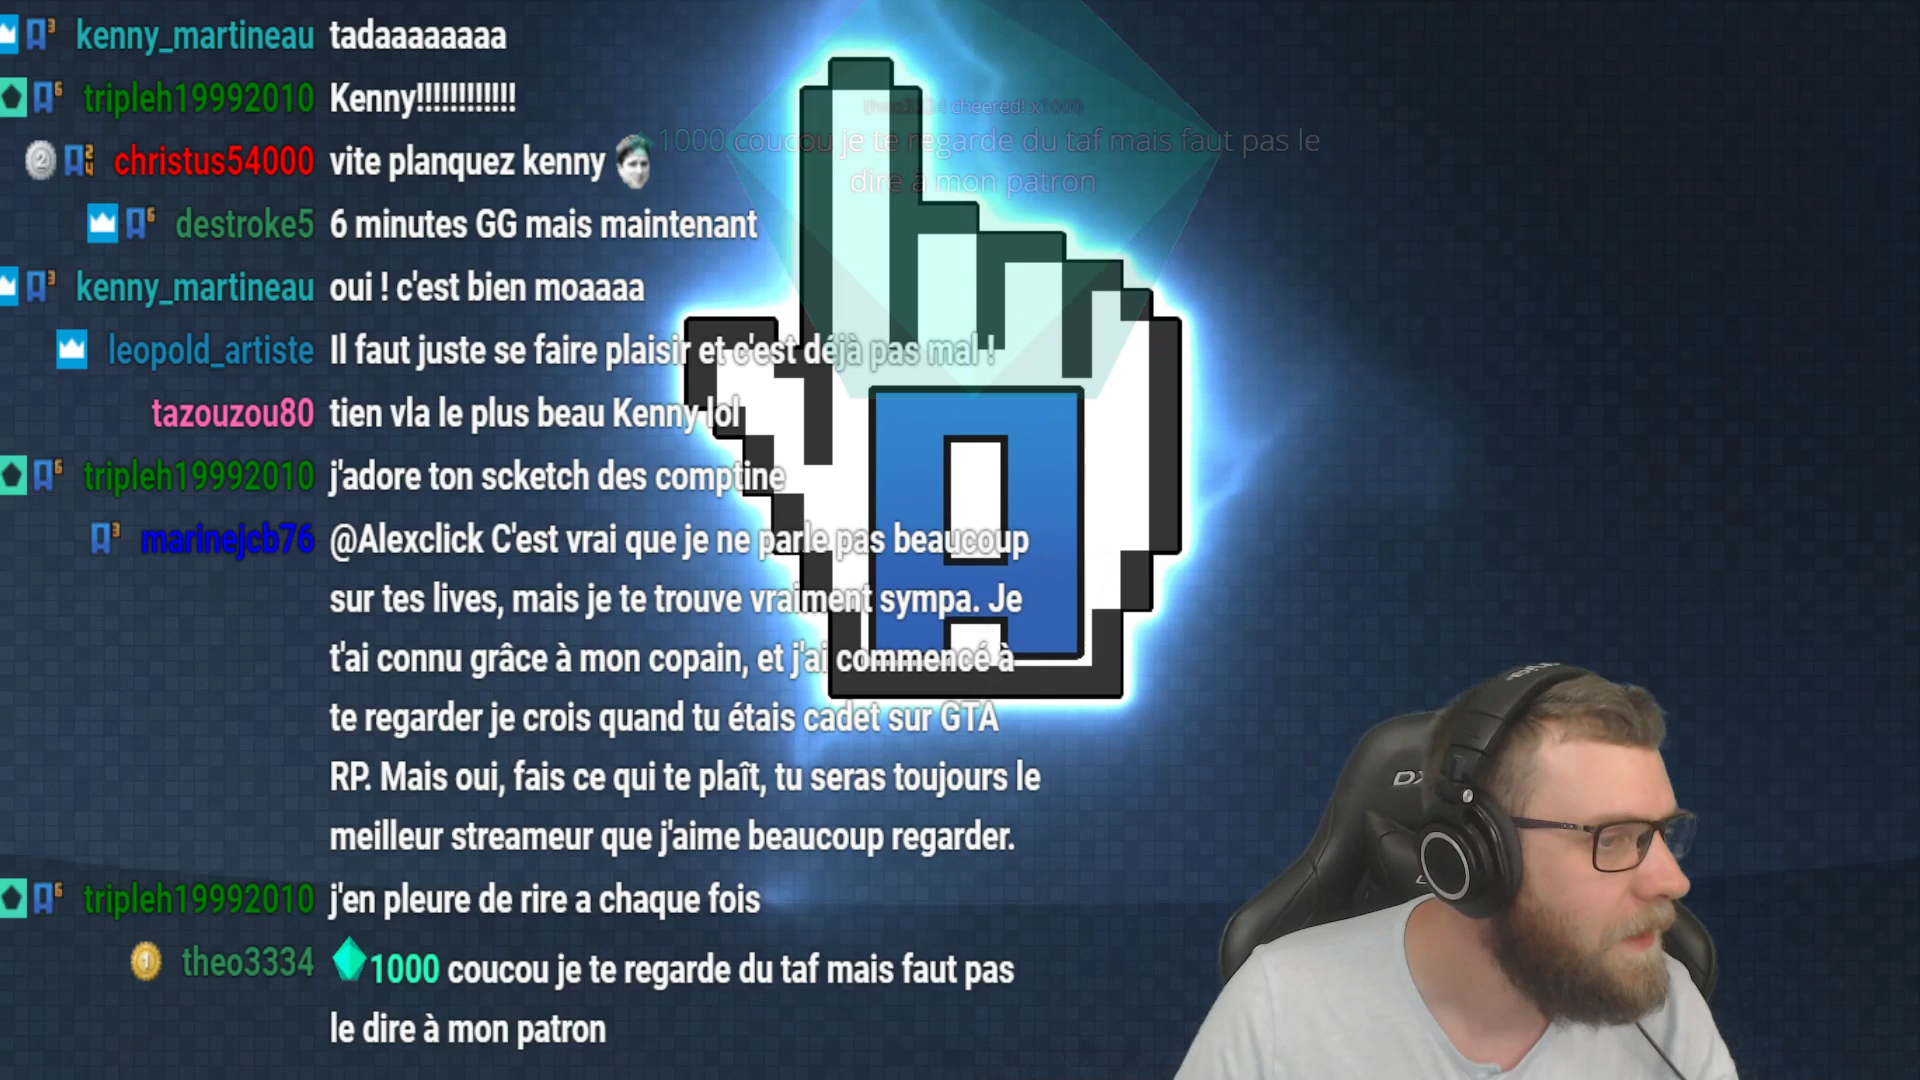 kenny_martineau tadaaaaaaaa
tripleh19992010 Kenny!!!!!!!!!!!!
theo3334 cheered! x1000
1000 coucou je te regarde du taf mais faut pas le
dire à mon patron
christus54000 vite planquez kenny
destroke5 6 minutes GG mais maintenant
kenny_martineau oui ! c'est bien moaaaa
leopold_artiste Il faut juste se faire plaisir et c'est déjà pas mal !
tazouzou80 tien vla le plus beau Kenny lol
tripleh19992010 j'adore ton scketch des comptine
marinejcb76 @Alexclick C'est vrai que je ne parle pas beaucoup
sur tes lives, mais je te trouve vraiment sympa. Je
t'ai connu grâce à mon copain, et j'ai commencé à
te regarder je crois quand tu étais cadet sur GTA
RP. Mais oui, fais ce qui te plaît, tu seras toujours le
meilleur streameur que j'aime beaucoup regarder.
tripleh19992010 j'en pleure de rire a chaque fois
theo3334 1000 coucou je te regarde du taf mais faut pas
le dire à mon patron